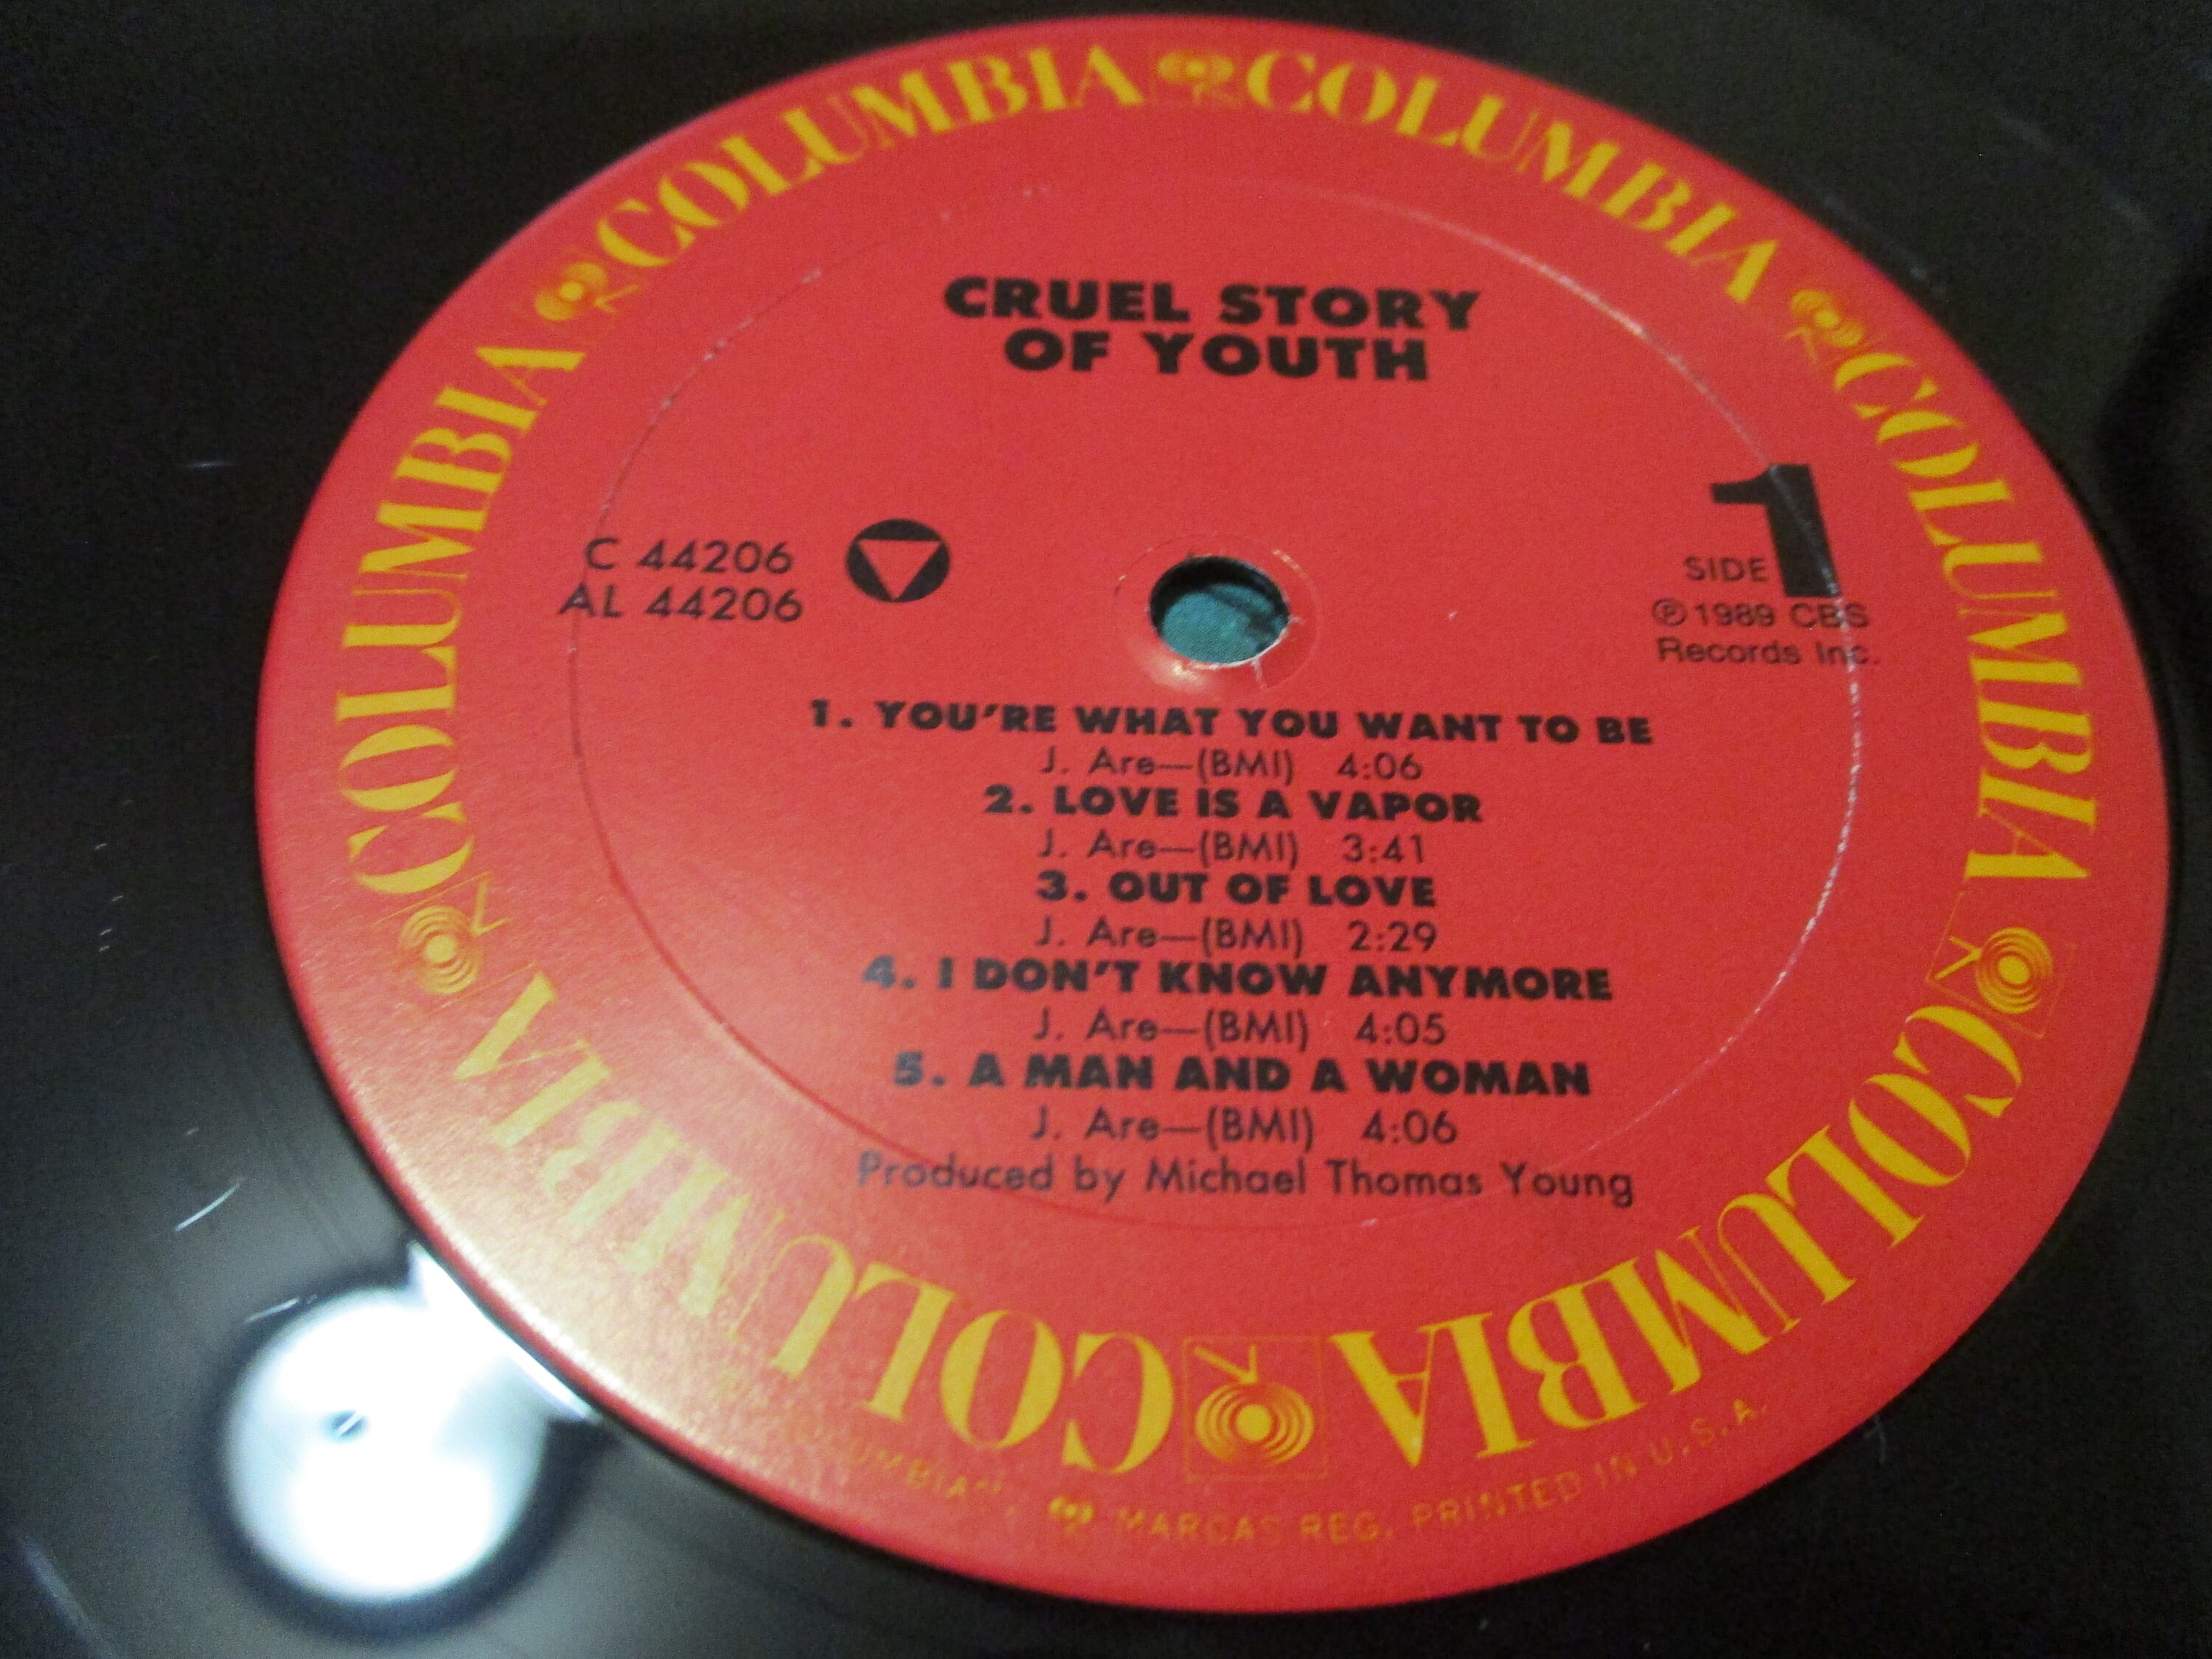 COLUMBIA COLUMBIA COLUMBIA COLUMBIA COLUMBIA COLUMBIA COLUMBIA
CRUEL STORY
OF YOUTH
C 44206
AL 44206
SIDE 1
℗ 1989 CBS
Records Inc.
1. YOU'RE WHAT YOU WANT TO BE
J. Are—(BMI) 4:06
2. LOVE IS A VAPOR
J. Are—(BMI) 3:41
3. OUT OF LOVE
J. Are—(BMI) 2:29
4. I DON'T KNOW ANYMORE
J. Are—(BMI) 4:05
5. A MAN AND A WOMAN
J. Are—(BMI) 4:06
Produced by Michael Thomas Young
"COLUMBIA", MARCAS REG. PRINTED IN U.S.A.